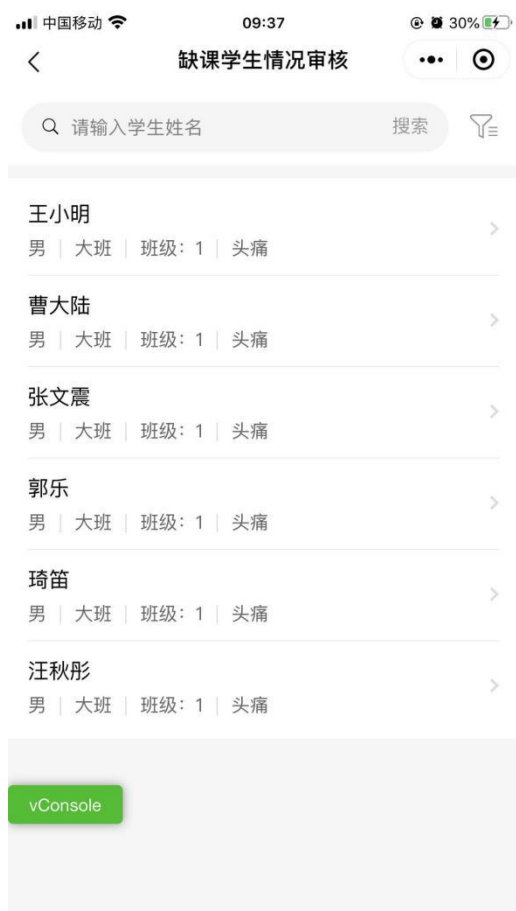 中国移动 09:37 30%
缺课学生情况审核
请输入学生姓名 搜索
王小明
男 | 大班 | 班级：1 | 头痛
曹大陆
男 | 大班 | 班级：1 | 头痛
张文震
男 | 大班 | 班级：1 | 头痛
郭乐
男 | 大班 | 班级：1 | 头痛
琦笛
男 | 大班 | 班级：1 | 头痛
汪秋彤
男 | 大班 | 班级：1 | 头痛
vConsole